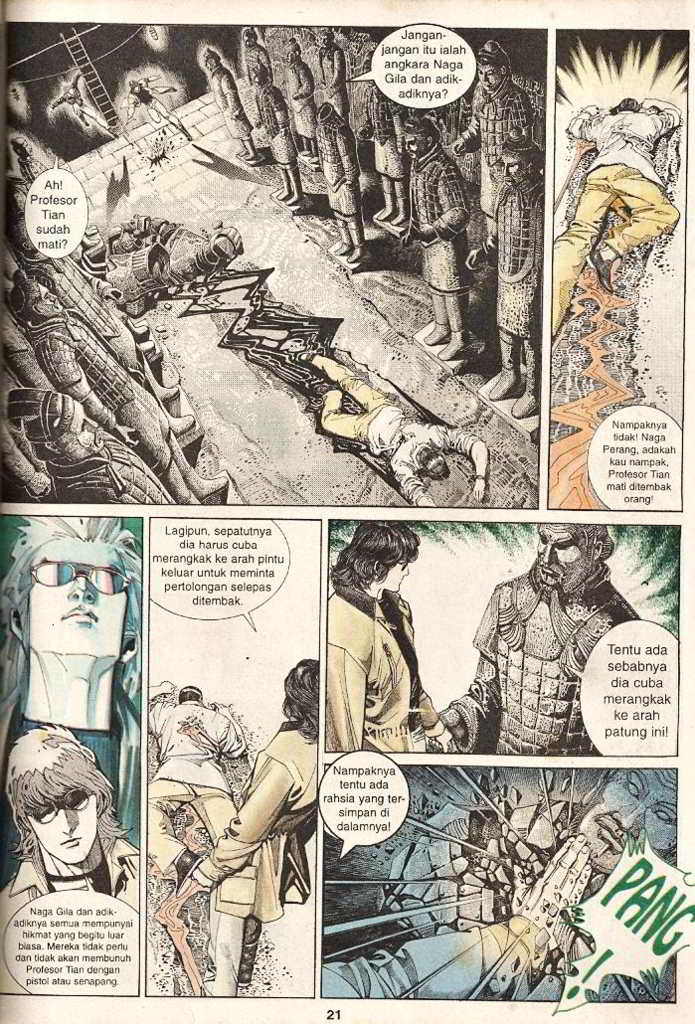 Ah!
Profesor
Tian
sudah
mati?
Jangan-
jangan itu ialah
angkara Naga
Gila dan adik-
adiknya?
Nampaknya
tidak! Naga
Perang, adakah
kau nampak,
Profesor Tian
mati ditembak
orang!
Naga Gila dan adik-
adiknya semua mempunyai
hikmat yang begitu luar
biasa. Mereka tidak perlu
dan tidak akan membunuh
Profesor Tian dengan
pistol atau senapang.
Lagipun, sepatutnya
dia harus cuba
merangkak ke arah pintu
keluar untuk meminta
pertolongan selepas
ditembak.
Tentu ada
sebabnya
dia cuba
merangkak
ke arah
patung ini!
Nampaknya
tentu ada
rahsia yang ter-
simpan di
dalamnya!
PANG
!
21